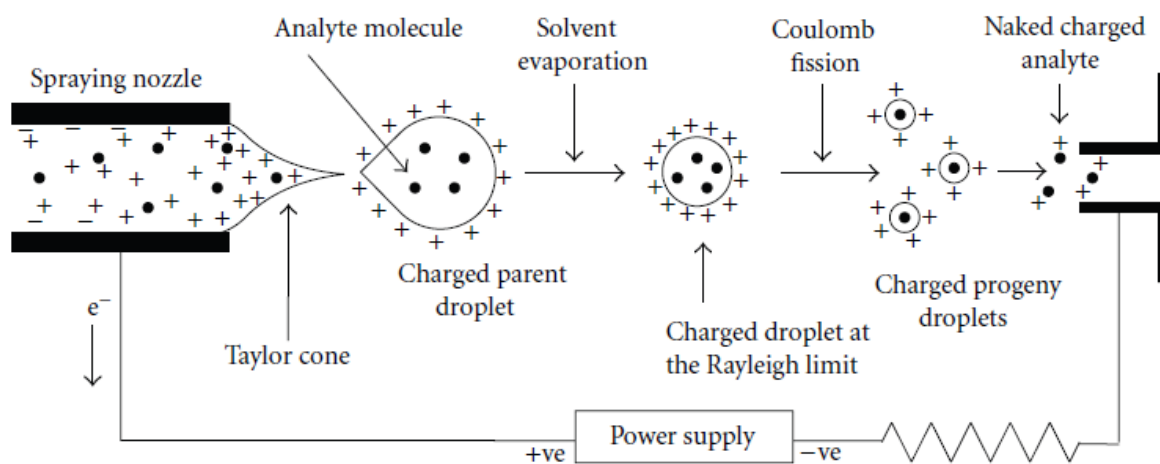 Spraying nozzle
Analyte molecule
Solvent
evaporation
Coulomb
fission
Naked charged
analyte
e−
Taylor cone
Charged parent
droplet
Charged droplet at
the Rayleigh limit
Charged progeny
droplets
+ve
Power supply
−ve